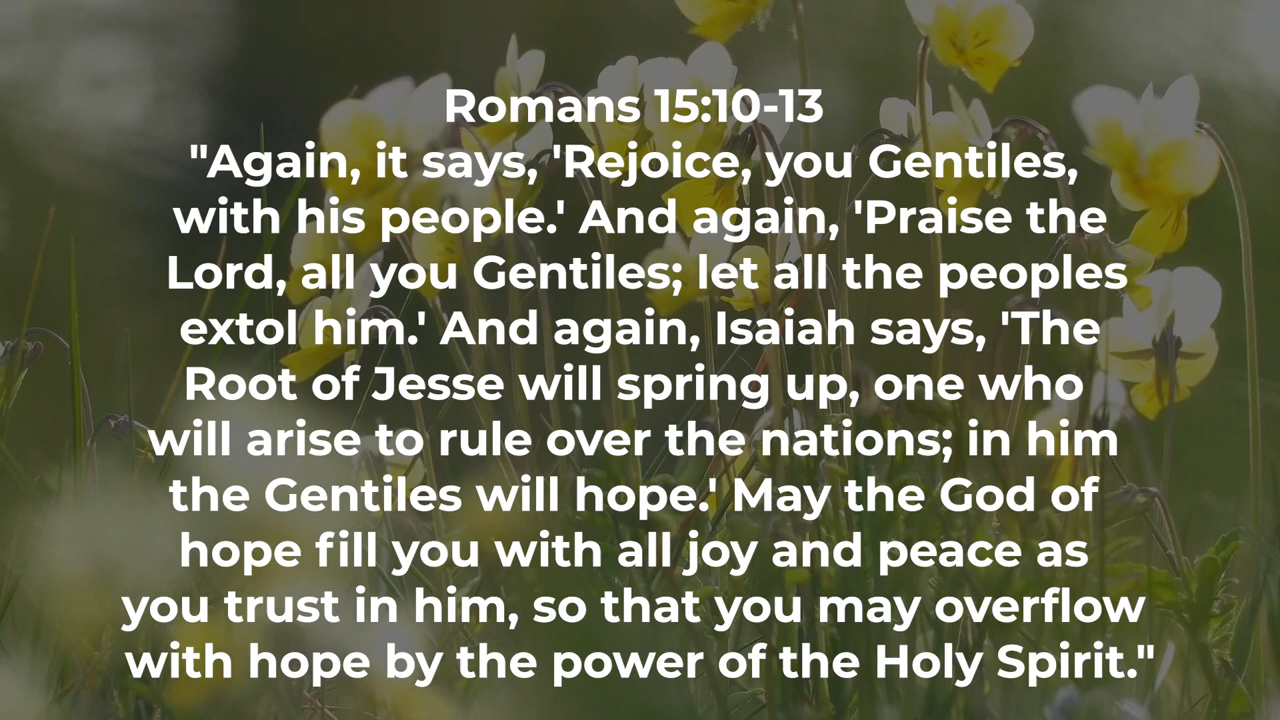 Romans 15:10-13
"Again, it says, 'Rejoice, you Gentiles,
with his people.' And again, 'Praise the
Lord, all you Gentiles; let all the peoples
extol him.' And again, Isaiah says, 'The
Root of Jesse will spring up, one who
will arise to rule over the nations; in him
the Gentiles will hope.' May the God of
hope fill you with all joy and peace as
you trust in him, so that you may overflow
with hope by the power of the Holy Spirit."